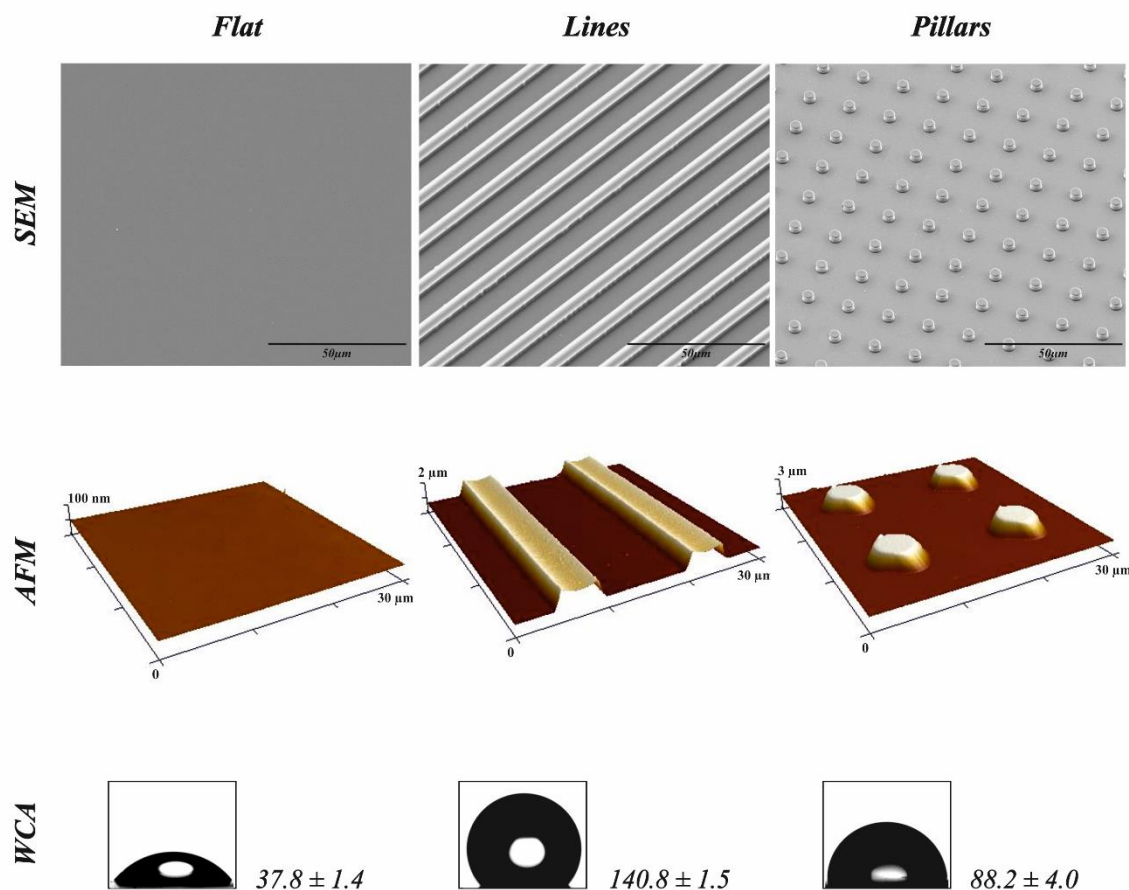 Flat
Lines
Pillars
SEM
50µm
50µm
50µm
AFM
100 nm
30 µm
0
2 µm
30 µm
0
3 µm
30 µm
0
WCA
37.8 ± 1.4
140.8 ± 1.5
88.2 ± 4.0